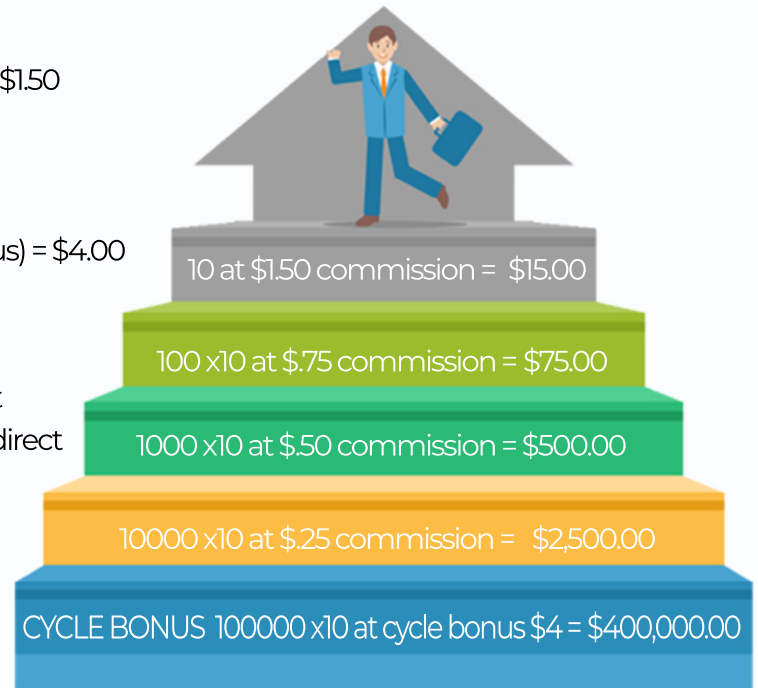 $1.50
us) = $4.00
10 at $1.50 commission = $15.00
100 x10 at $.75 commission = $75.00
direct
1000 x10 at $.50 commission = $500.00
10000 x10 at $.25 commission = $2,500.00
CYCLE BONUS 100000 x10 at cycle bonus $4 = $400,000.00